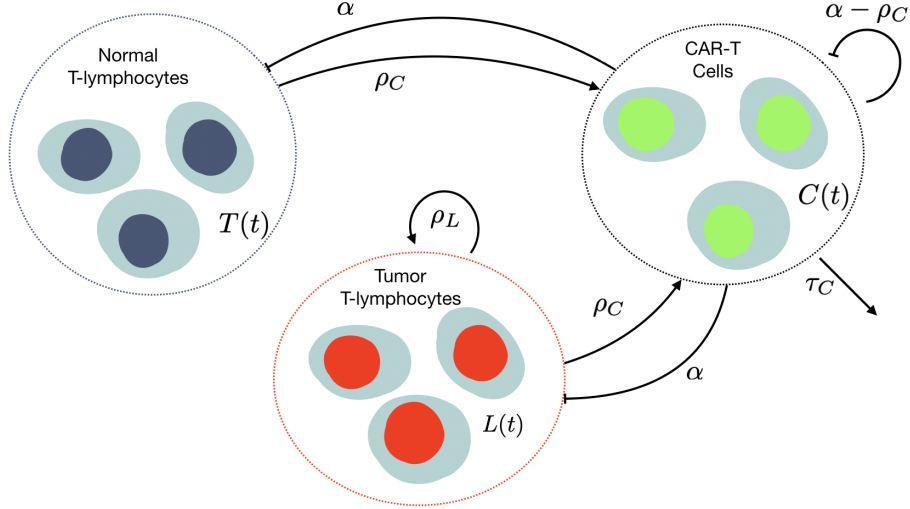 α
α − ρ_C
Normal
T-lymphocytes
CAR-T
Cells
ρ_C
T(t)
C(t)
ρ_L
Tumor
T-lymphocytes
ρ_C
τ_C
α
L(t)